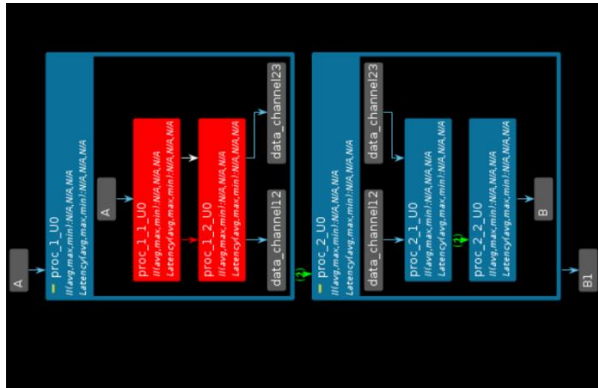 A
proc_1_U0
II(avg,max,min):N/A,N/A,N/A
Latency(avg,max,min):N/A,N/A,N/A
A
proc_1_1_U0
II(avg,max,min):N/A,N/A,N/A
Latency(avg,max,min):N/A,N/A,N/A
proc_1_2_U0
II(avg,max,min):N/A,N/A,N/A
Latency(avg,max,min):N/A,N/A,N/A
data_channel12
data_channel23
(2)
proc_2_U0
II(avg,max,min):N/A,N/A,N/A
Latency(avg,max,min):N/A,N/A,N/A
data_channel12
data_channel23
proc_2_1_U0
II(avg,max,min):N/A,N/A,N/A
Latency(avg,max,min):N/A,N/A,N/A
(2)
proc_2_2_U0
II(avg,max,min):N/A,N/A,N/A
Latency(avg,max,min):N/A,N/A,N/A
B
B1